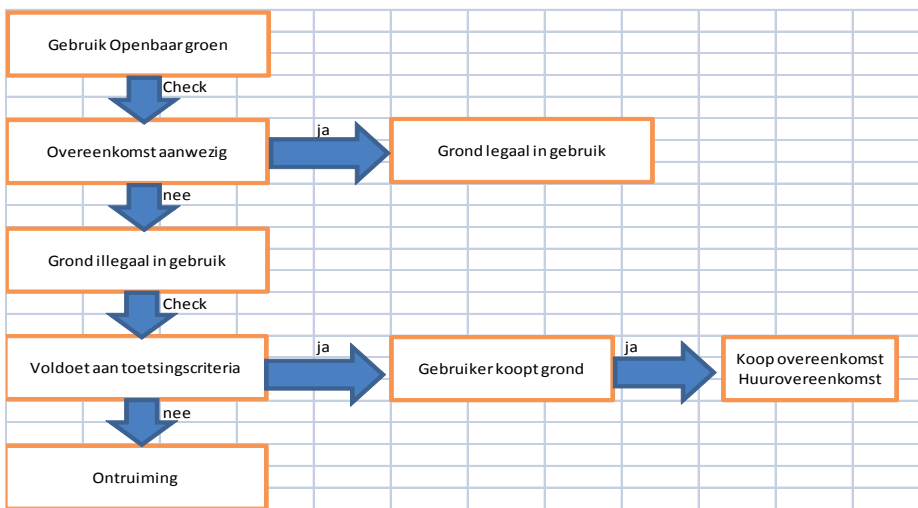 Gebruik Openbaar groen
Check
Overeenkomst aanwezig
ja
Grond legaal in gebruik
nee
Grond illegaal in gebruik
Check
Voldoet aan toetsingscriteria
ja
Gebruiker koopt grond
ja
Koop overeenkomst
Huurovereenkomst
nee
Ontruiming